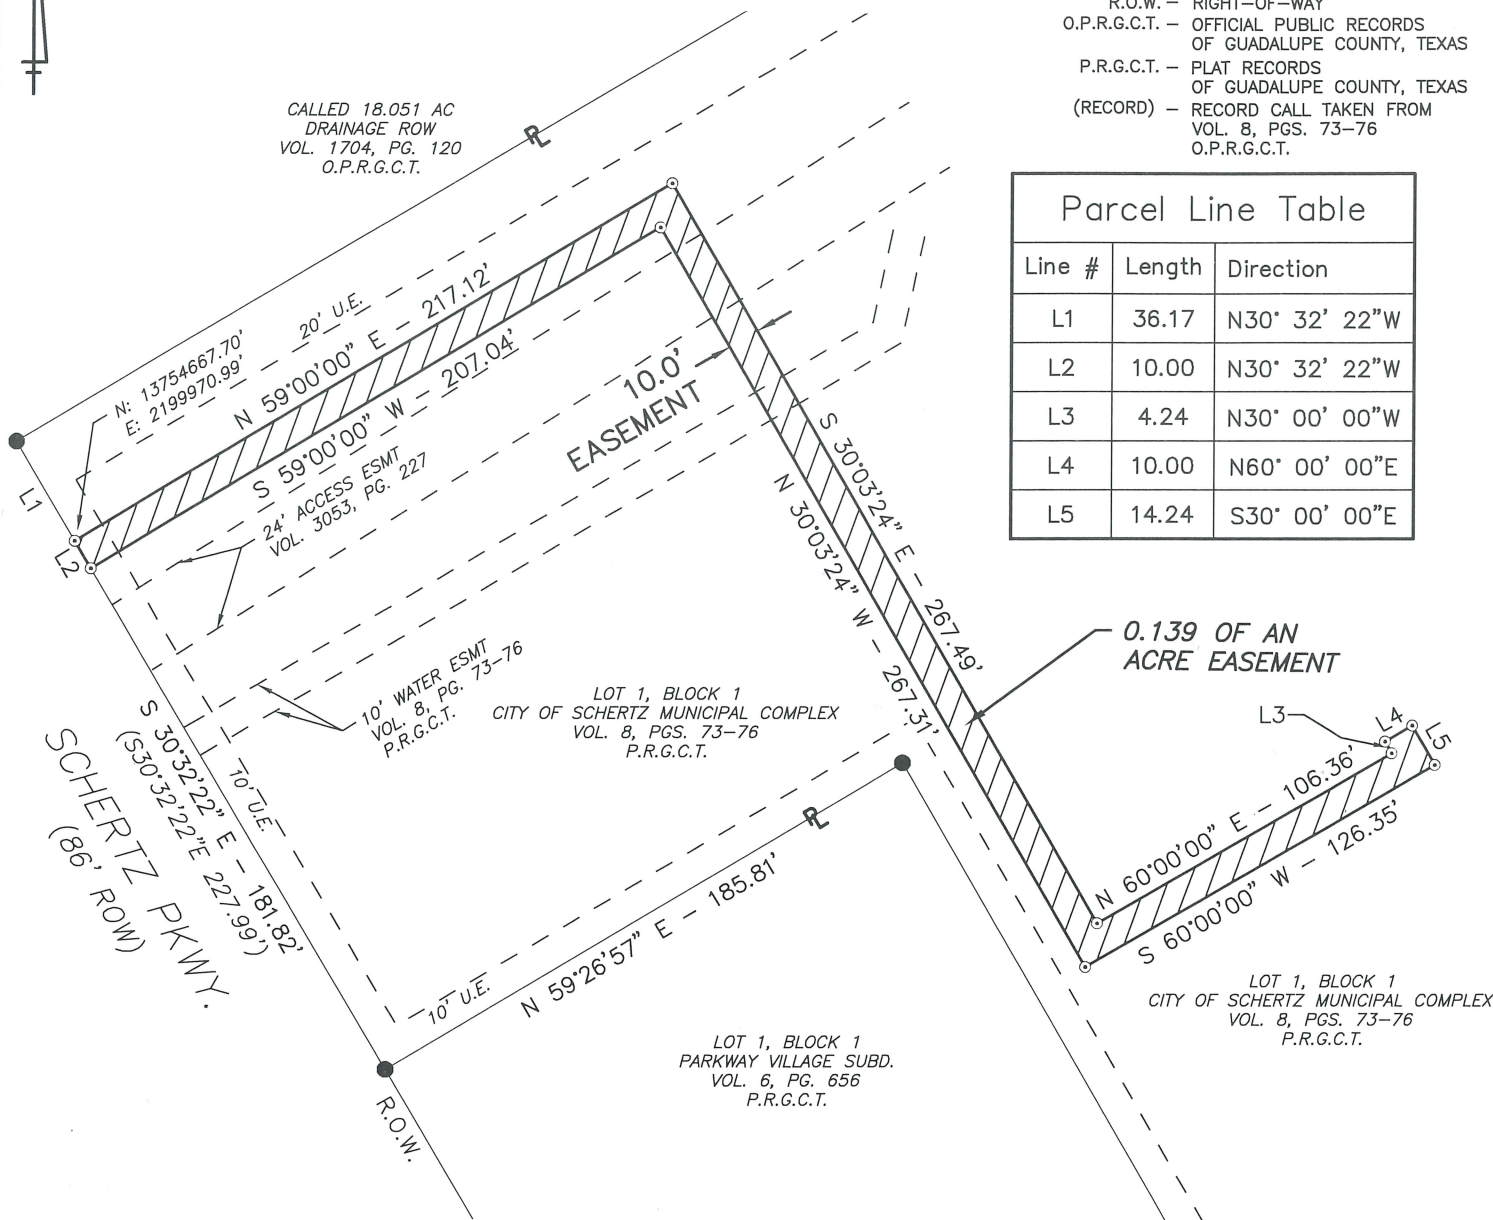 R.O.W. — RIGHT-OF-WAY
O.P.R.G.C.T. — OFFICIAL PUBLIC RECORDS
OF GUADALUPE COUNTY, TEXAS
P.R.G.C.T. — PLAT RECORDS
OF GUADALUPE COUNTY, TEXAS
(RECORD) — RECORD CALL TAKEN FROM
VOL. 8, PGS. 73-76
O.P.R.G.C.T.
CALLED 18.051 AC
DRAINAGE ROW
VOL. 1704, PG. 120
O.P.R.G.C.T.
PL
Parcel Line Table
Line # Length Direction
L1 36.17 N30° 32' 22"W
L2 10.00 N30° 32' 22"W
L3 4.24 N30° 00' 00"W
L4 10.00 N60° 00' 00"E
L5 14.24 S30° 00' 00"E
N: 13754667.70'
E: 2199970.99'
20' U.E.
N 59°00'00" E - 217.12'
S 59°00'00" W - 207.04'
10.0'
EASEMENT
L1
L2
24' ACCESS ESMT
VOL. 3053, PG. 227
S 30°03'24" E - 267.49'
N 30°03'24" W - 267.31'
0.139 OF AN
ACRE EASEMENT
10' WATER ESMT
VOL. 8, PG. 73-76
P.R.G.C.T.
LOT 1, BLOCK 1
CITY OF SCHERTZ MUNICIPAL COMPLEX
VOL. 8, PGS. 73-76
P.R.G.C.T.
L3
L4
L5
N 60°00'00" E - 106.36'
S 60°00'00" W - 126.35'
SCHERTZ PKWY.
(86' ROW)
S 30°32'22" E - 181.82'
(S30°32'22"E 227.99')
10' U.E.
PL
10' U.E.
N 59°26'57" E - 185.81'
LOT 1, BLOCK 1
CITY OF SCHERTZ MUNICIPAL COMPLEX
VOL. 8, PGS. 73-76
P.R.G.C.T.
LOT 1, BLOCK 1
PARKWAY VILLAGE SUBD.
VOL. 6, PG. 656
P.R.G.C.T.
R.O.W.